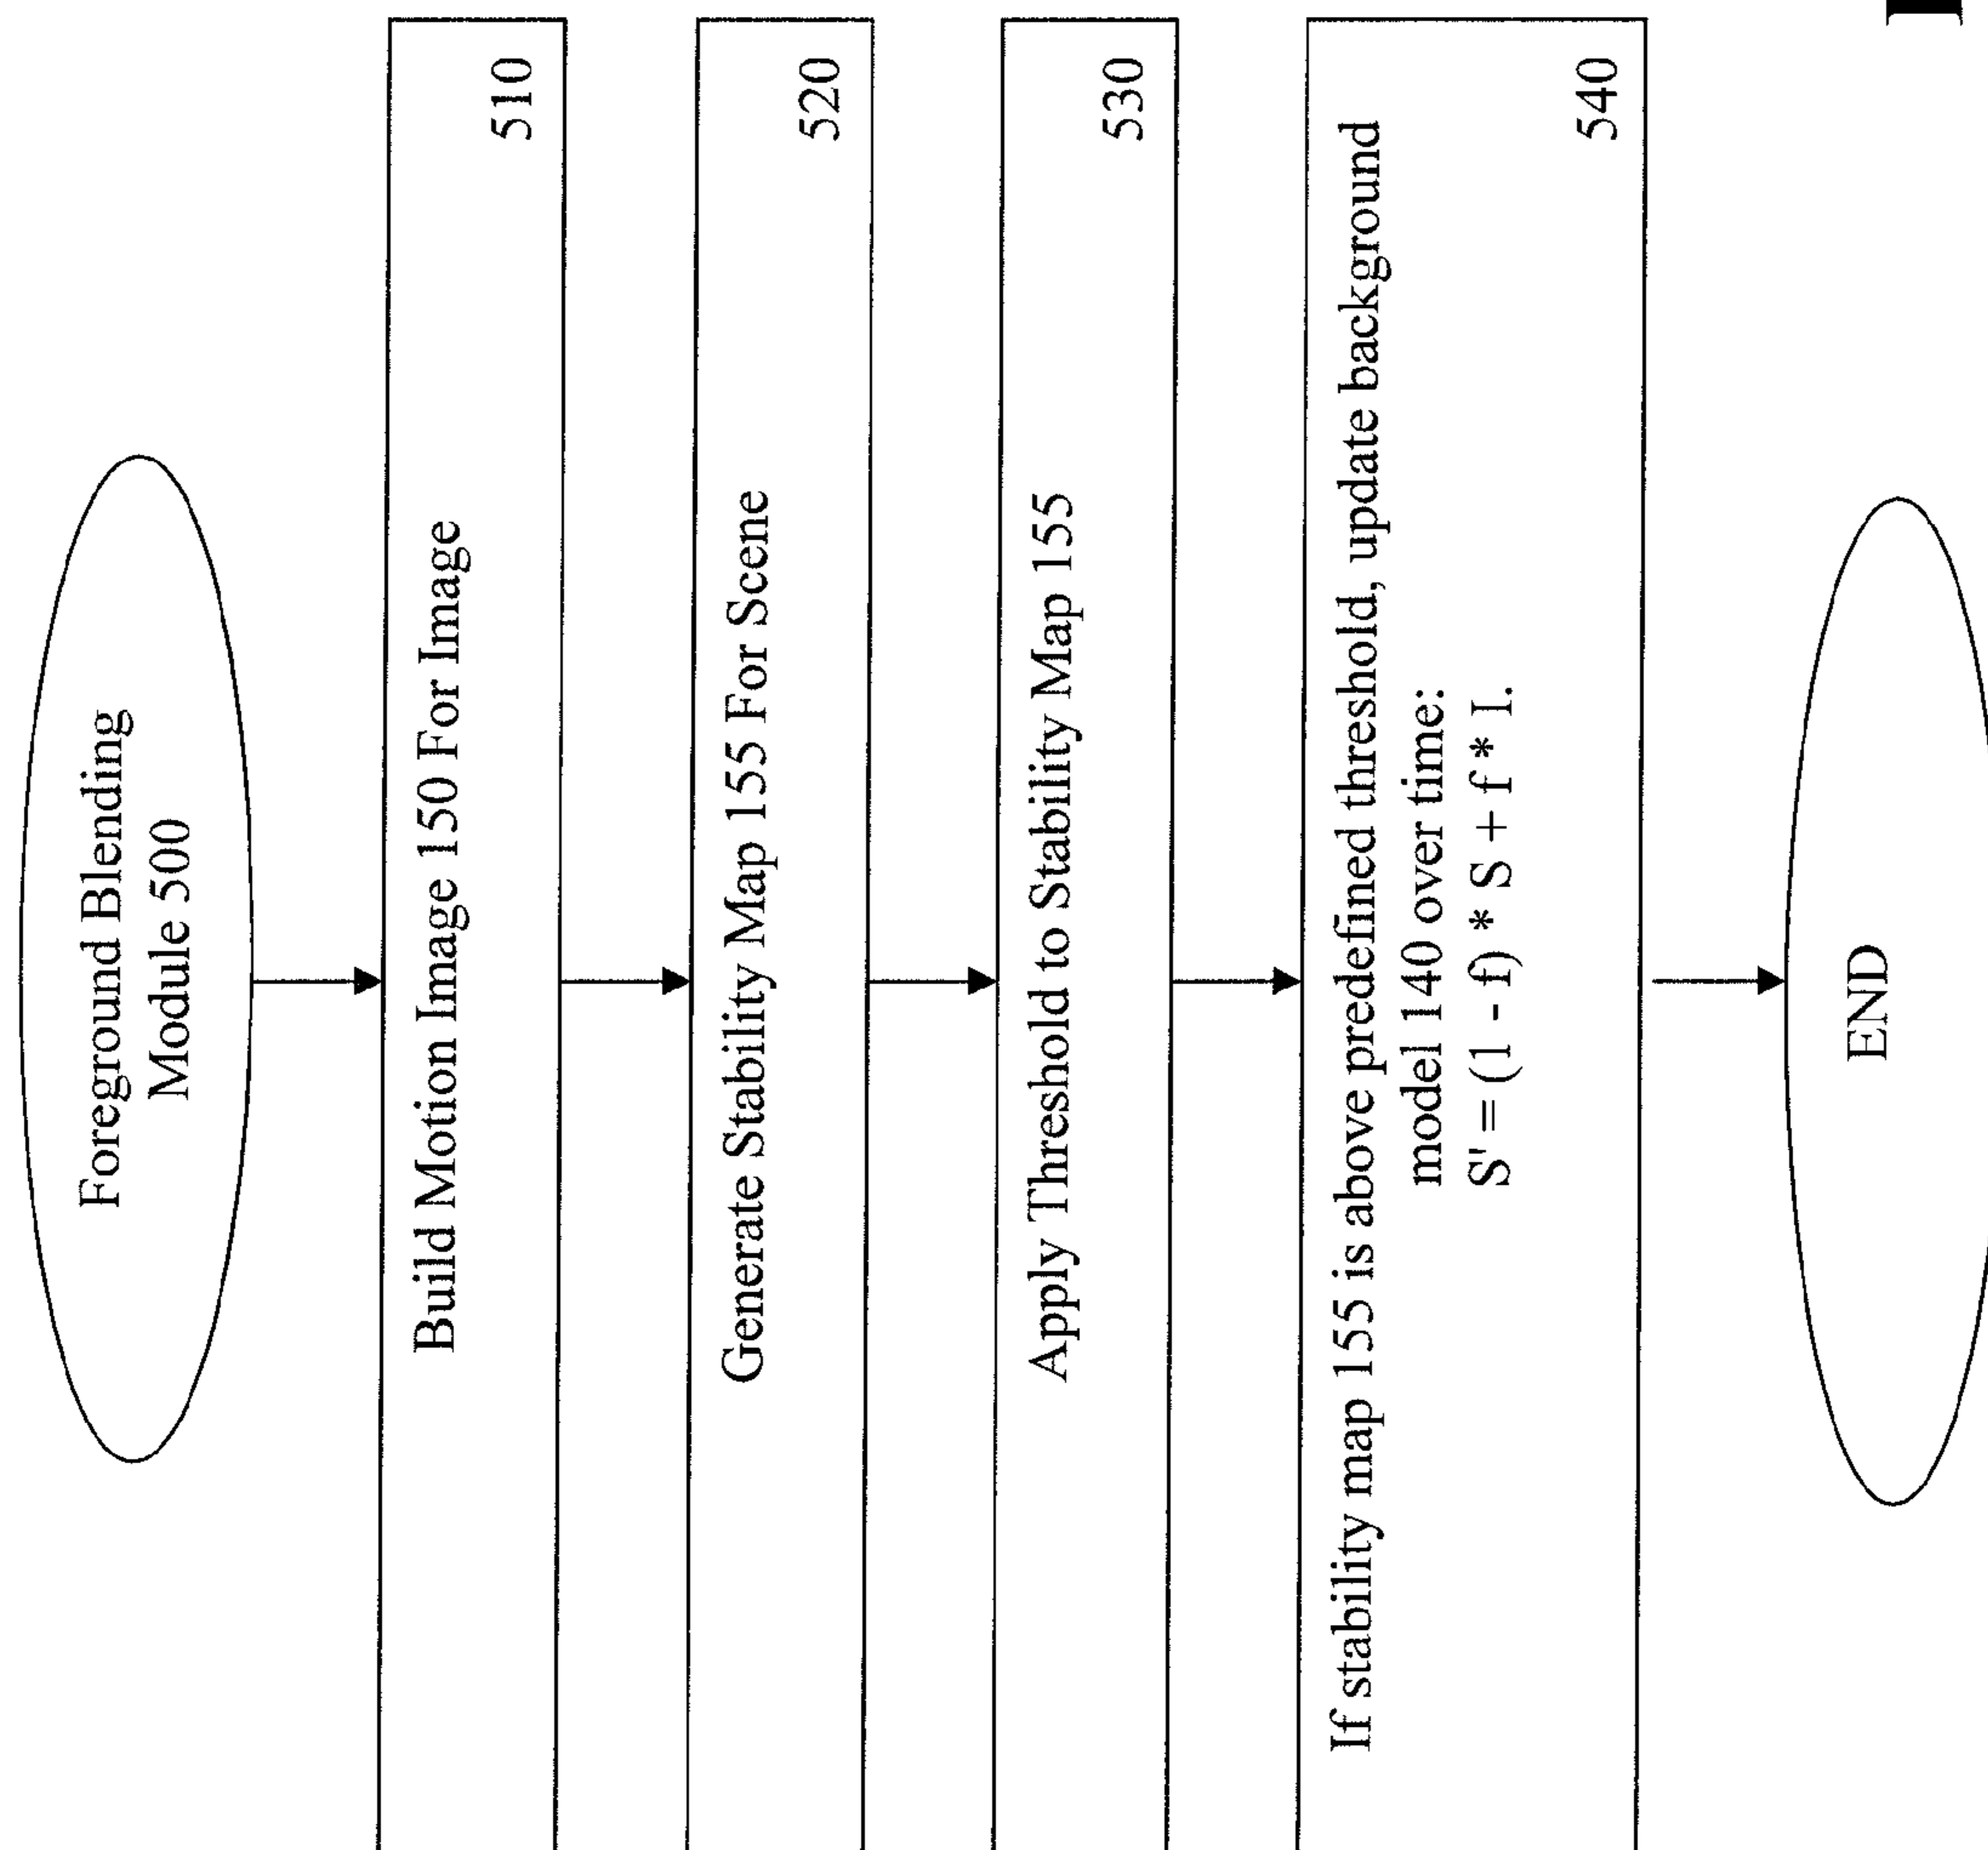 Foreground Blending
Module 500
Build Motion Image 150 For Image
510
Generate Stability Map 155 For Scene
520
Apply Threshold to Stability Map 155
530
If stability map 155 is above predefined threshold, update background
model 140 over time:
S' = (1 - f) * S + f * I.
540
END